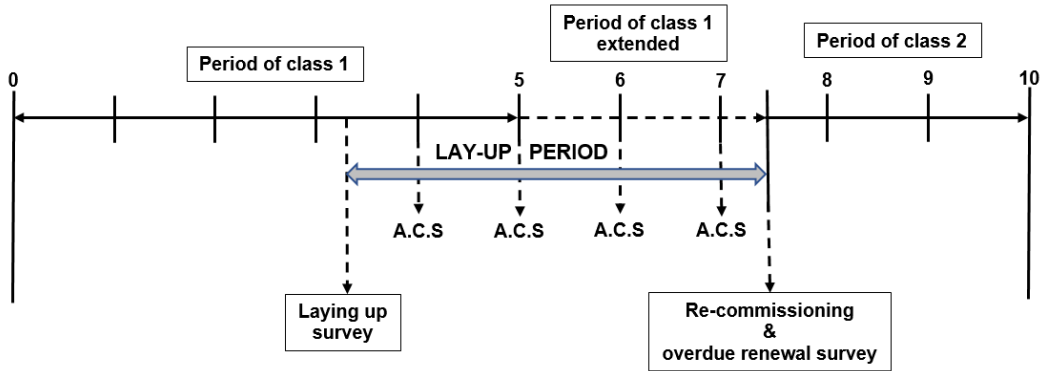 Period of class 1
Period of class 1
extended
Period of class 2
0
5
6
7
8
9
10
LAY-UP PERIOD
A.C.S
A.C.S
A.C.S
A.C.S
Laying up
survey
Re-commissioning
&
overdue renewal survey